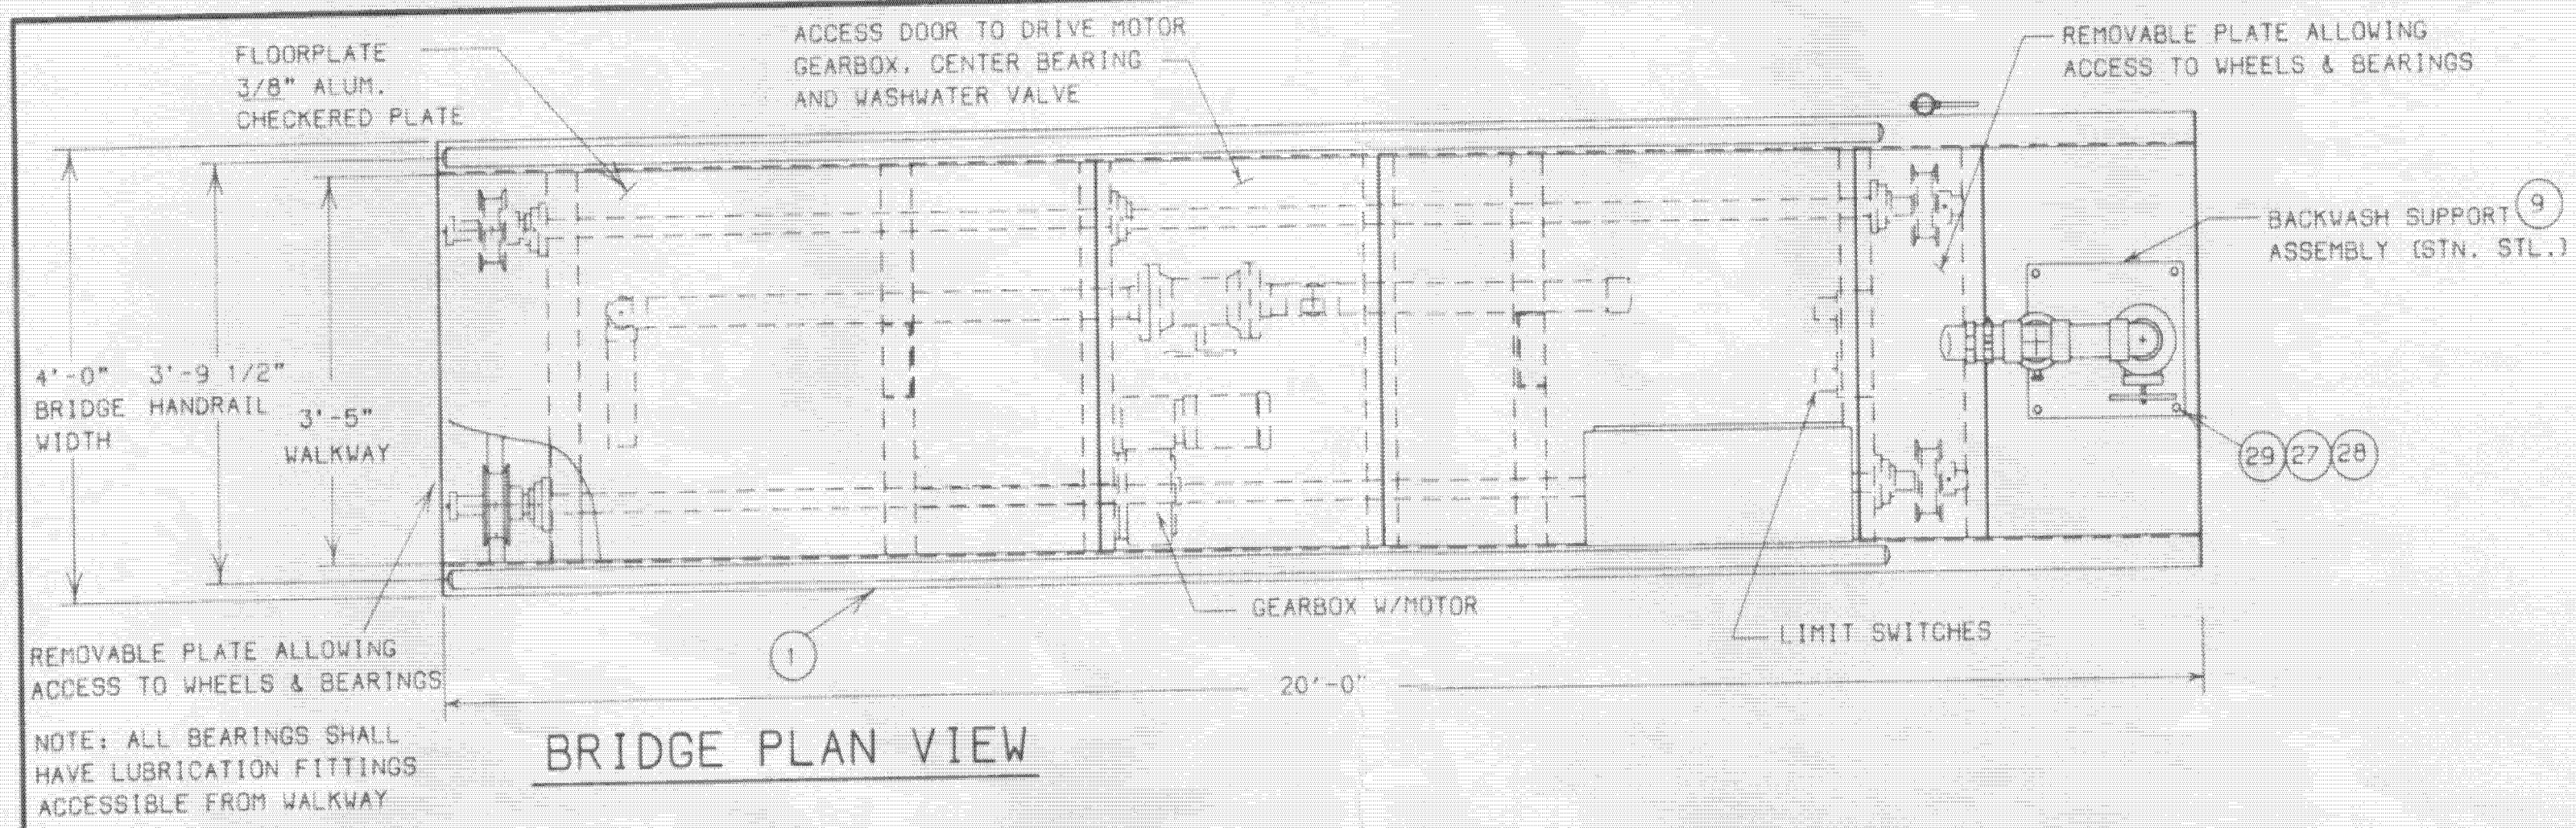 FLOORPLATE
3/8" ALUM.
CHECKERED PLATE
ACCESS DOOR TO DRIVE MOTOR
GEARBOX, CENTER BEARING
AND WASHWATER VALVE
REMOVABLE PLATE ALLOWING
ACCESS TO WHEELS & BEARINGS
9
BACKWASH SUPPORT
ASSEMBLY (STN. STL.)
4'-0"
BRIDGE
WIDTH
3'-9 1/2"
HANDRAIL
3'-5"
WALKWAY
29 27 28
GEARBOX W/MOTOR
LIMIT SWITCHES
1
REMOVABLE PLATE ALLOWING
ACCESS TO WHEELS & BEARINGS
20'-0"
NOTE: ALL BEARINGS SHALL
HAVE LUBRICATION FITTINGS
ACCESSIBLE FROM WALKWAY
BRIDGE PLAN VIEW